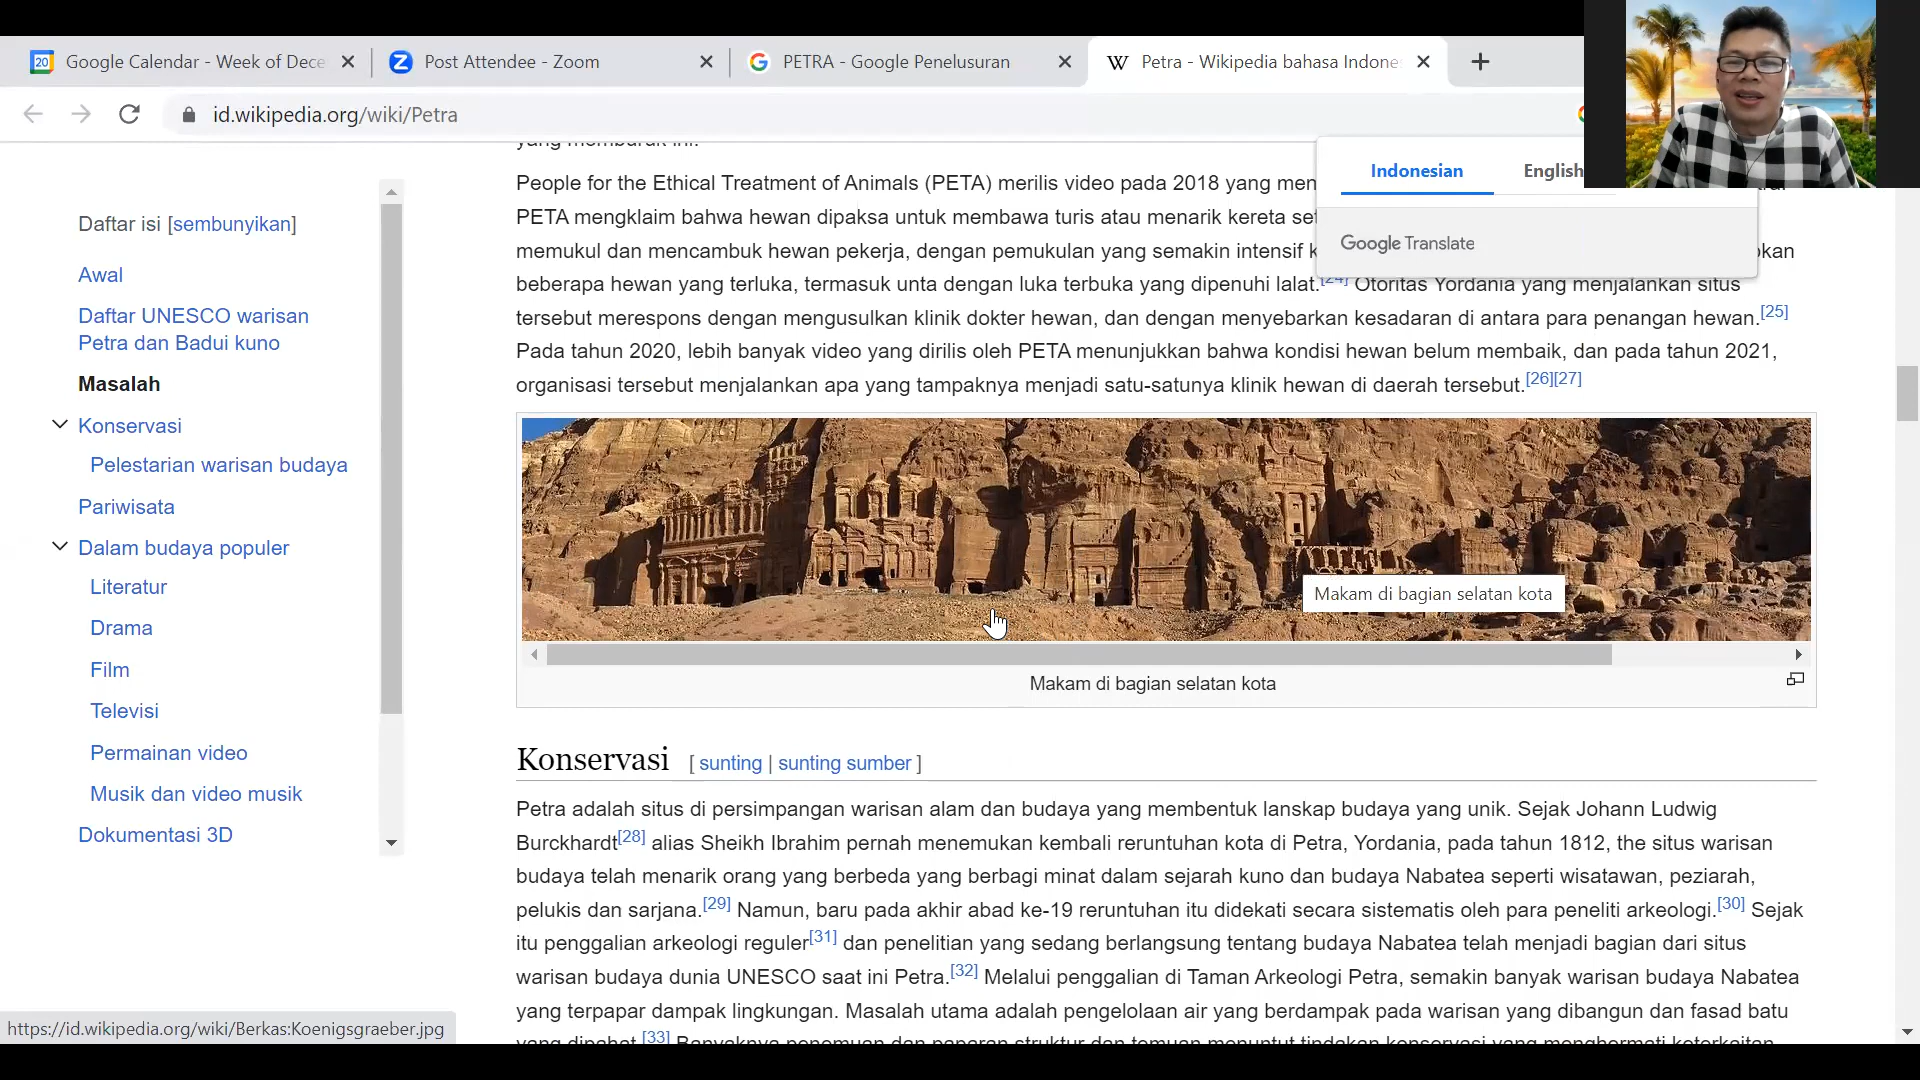 Google Calendar - Week of Dece
Post Attendee - Zoom
PETRA - Google Penelusuran
Petra - Wikipedia bahasa Indone
id.wikipedia.org/wiki/Petra
Indonesian
English
Google Translate
Daftar isi [sembunyikan]
Awal
Daftar UNESCO warisan
Petra dan Badui kuno
Masalah
Konservasi
Pelestarian warisan budaya
Pariwisata
Dalam budaya populer
Literatur
Drama
Film
Televisi
Permainan video
Musik dan video musik
Dokumentasi 3D
yang memburuk ini.
People for the Ethical Treatment of Animals (PETA) merilis video pada 2018 yang men
PETA mengklaim bahwa hewan dipaksa untuk membawa turis atau menarik kereta se
memukul dan mencambuk hewan pekerja, dengan pemukulan yang semakin intensif k
beberapa hewan yang terluka, termasuk unta dengan luka terbuka yang dipenuhi lalat.[24] Otoritas Yordania yang menjalankan situs
tersebut merespons dengan mengusulkan klinik dokter hewan, dan dengan menyebarkan kesadaran di antara para penangan hewan.[25]
Pada tahun 2020, lebih banyak video yang dirilis oleh PETA menunjukkan bahwa kondisi hewan belum membaik, dan pada tahun 2021,
organisasi tersebut menjalankan apa yang tampaknya menjadi satu-satunya klinik hewan di daerah tersebut.[26][27]
Makam di bagian selatan kota
Makam di bagian selatan kota
Konservasi [ sunting | sunting sumber ]
Petra adalah situs di persimpangan warisan alam dan budaya yang membentuk lanskap budaya yang unik. Sejak Johann Ludwig
Burckhardt[28] alias Sheikh Ibrahim pernah menemukan kembali reruntuhan kota di Petra, Yordania, pada tahun 1812, the situs warisan
budaya telah menarik orang yang berbeda yang berbagi minat dalam sejarah kuno dan budaya Nabatea seperti wisatawan, peziarah,
pelukis dan sarjana.[29] Namun, baru pada akhir abad ke-19 reruntuhan itu didekati secara sistematis oleh para peneliti arkeologi.[30] Sejak
itu penggalian arkeologi reguler[31] dan penelitian yang sedang berlangsung tentang budaya Nabatea telah menjadi bagian dari situs
warisan budaya dunia UNESCO saat ini Petra.[32] Melalui penggalian di Taman Arkeologi Petra, semakin banyak warisan budaya Nabatea
yang terpapar dampak lingkungan. Masalah utama adalah pengelolaan air yang berdampak pada warisan yang dibangun dan fasad batu
yang dipahat.[33] Banyaknya penemuan dan paparan struktur dan temuan menuntut tindakan konservasi yang menghormati keterkaitan
https://id.wikipedia.org/wiki/Berkas:Koenigsgraeber.jpg